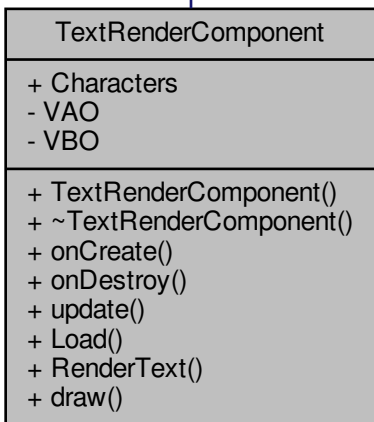 TextRenderComponent
+ Characters
- VAO
- VBO
+ TextRenderComponent()
+ ~TextRenderComponent()
+ onCreate()
+ onDestroy()
+ update()
+ Load()
+ RenderText()
+ draw()